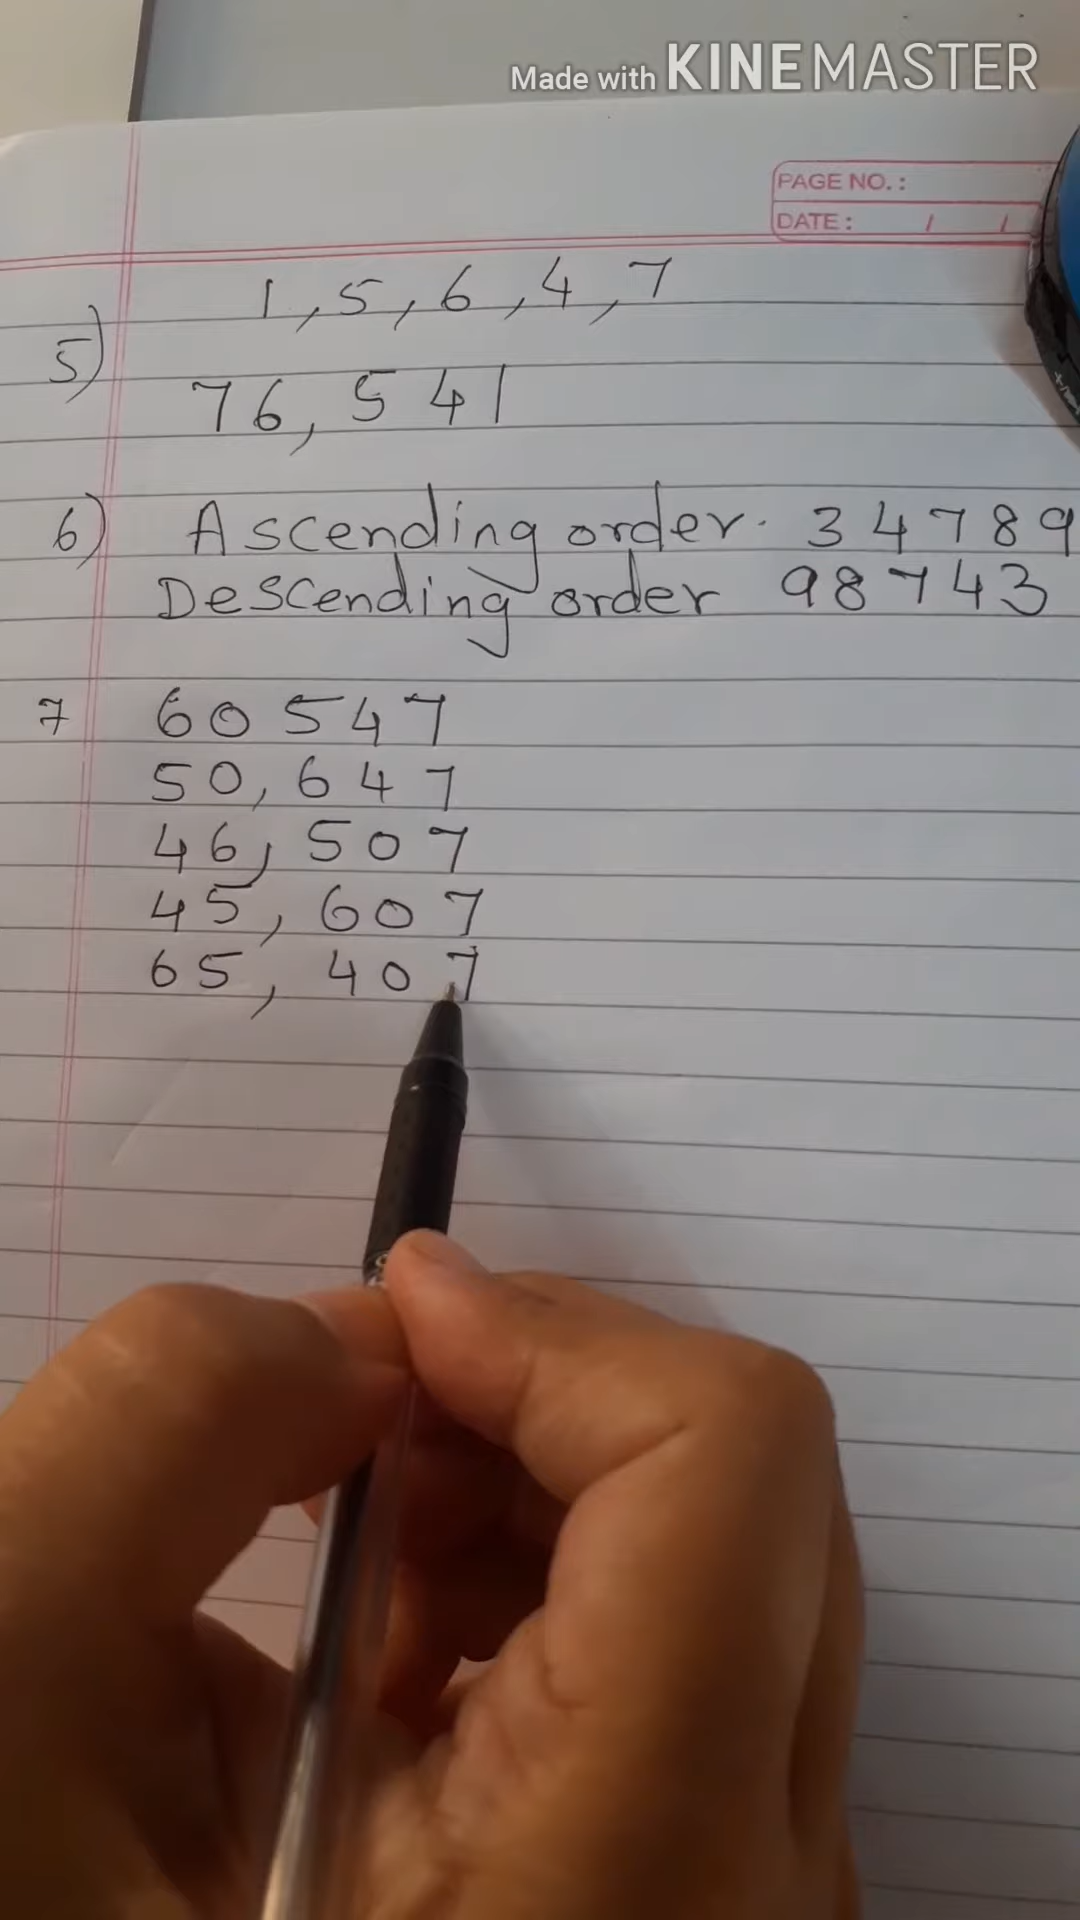 Made with KINEMASTER
PAGE NO. :
DATE : / /
1, 5, 6, 4, 7
5)
76, 541
6) Ascending order. 34789
Descending order 98743
7 60547
50, 647
46, 507
45, 607
65, 407